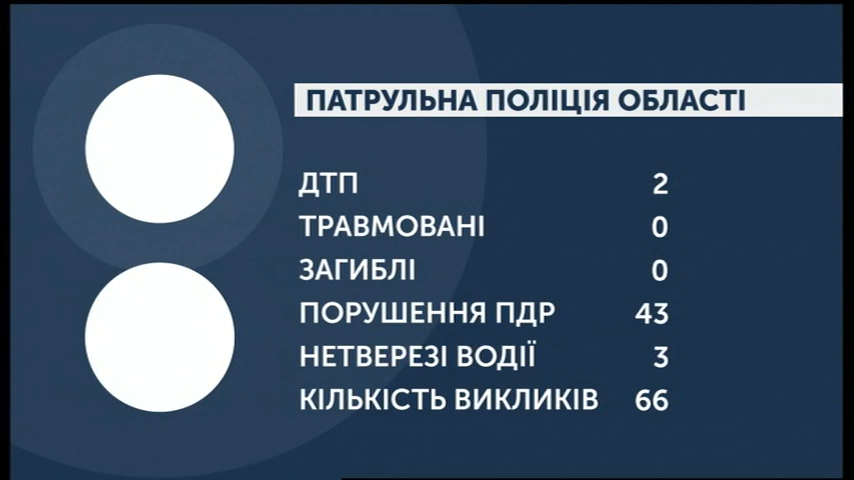 ПАТРУЛЬНА ПОЛІЦІЯ ОБЛАСТІ
ДТП 2
ТРАВМОВАНІ 0
ЗАГИБЛІ 0
ПОРУШЕННЯ ПДР 43
НЕТВЕРЕЗІ ВОДІЇ 3
КІЛЬКІСТЬ ВИКЛИКІВ 66